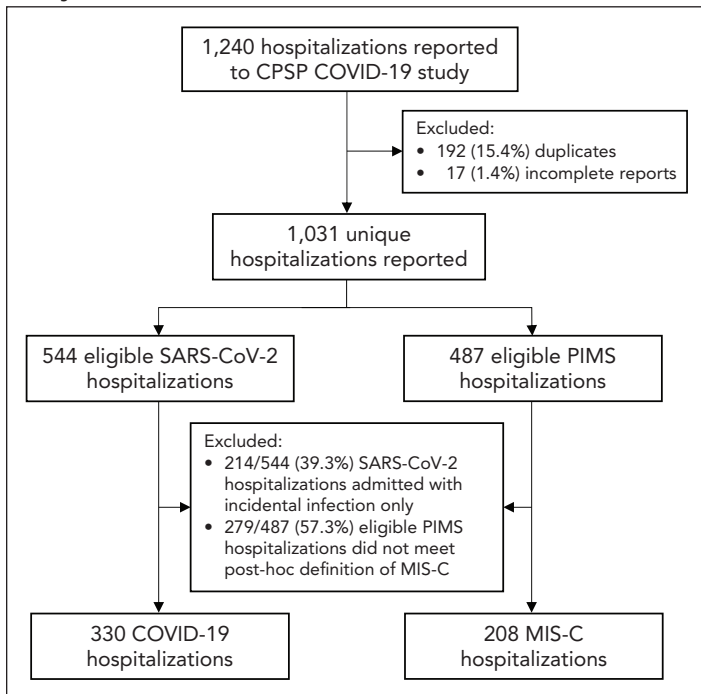 1,240 hospitalizations reported
to CPSP COVID-19 study
Excluded:
• 192 (15.4%) duplicates
• 17 (1.4%) incomplete reports
1,031 unique
hospitalizations reported
544 eligible SARS-CoV-2
hospitalizations
487 eligible PIMS
hospitalizations
Excluded:
• 214/544 (39.3%) SARS-CoV-2
hospitalizations admitted with
incidental infection only
• 279/487 (57.3%) eligible PIMS
hospitalizations did not meet
post-hoc definition of MIS-C
330 COVID-19
hospitalizations
208 MIS-C
hospitalizations